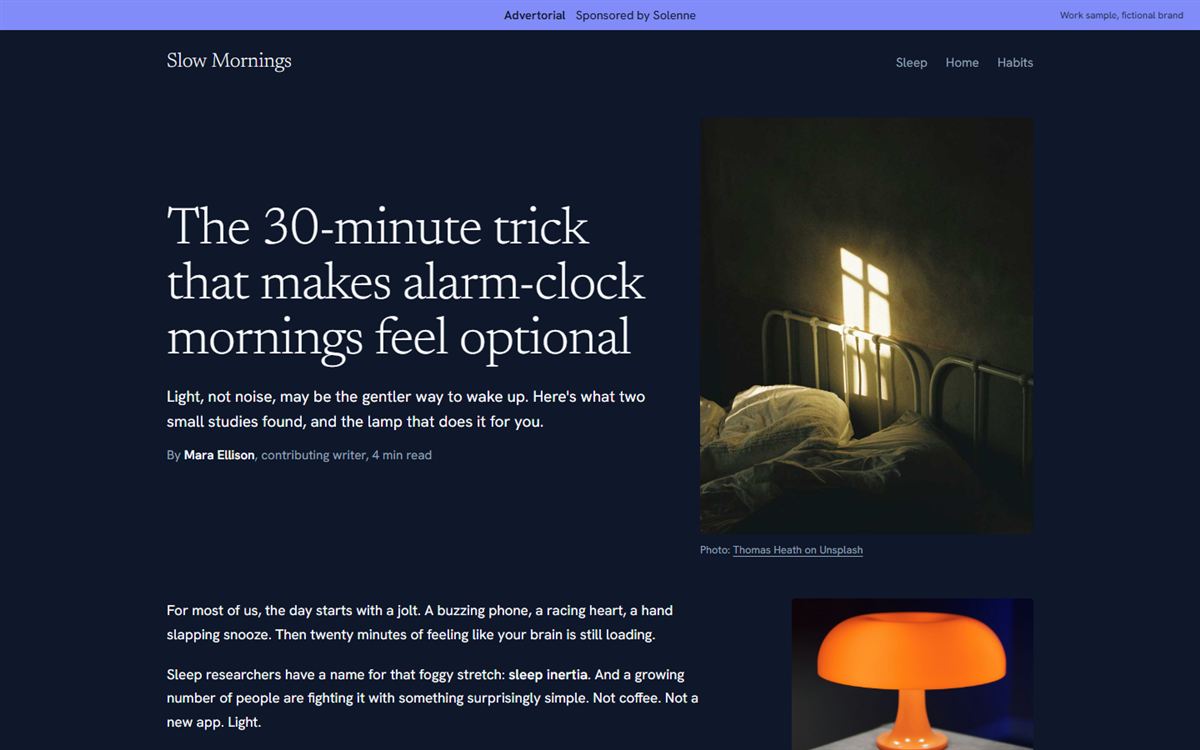 Advertorial Sponsored by Solenne
Work sample, fictional brand
Slow Mornings
Sleep Home Habits
The 30-minute trick
that makes alarm-clock
mornings feel optional
Light, not noise, may be the gentler way to wake up. Here's what two
small studies found, and the lamp that does it for you.
By Mara Ellison, contributing writer, 4 min read
Photo: Thomas Heath on Unsplash
For most of us, the day starts with a jolt. A buzzing phone, a racing heart, a hand
slapping snooze. Then twenty minutes of feeling like your brain is still loading.
Sleep researchers have a name for that foggy stretch: sleep inertia. And a growing
number of people are fighting it with something surprisingly simple. Not coffee. Not a
new app. Light.